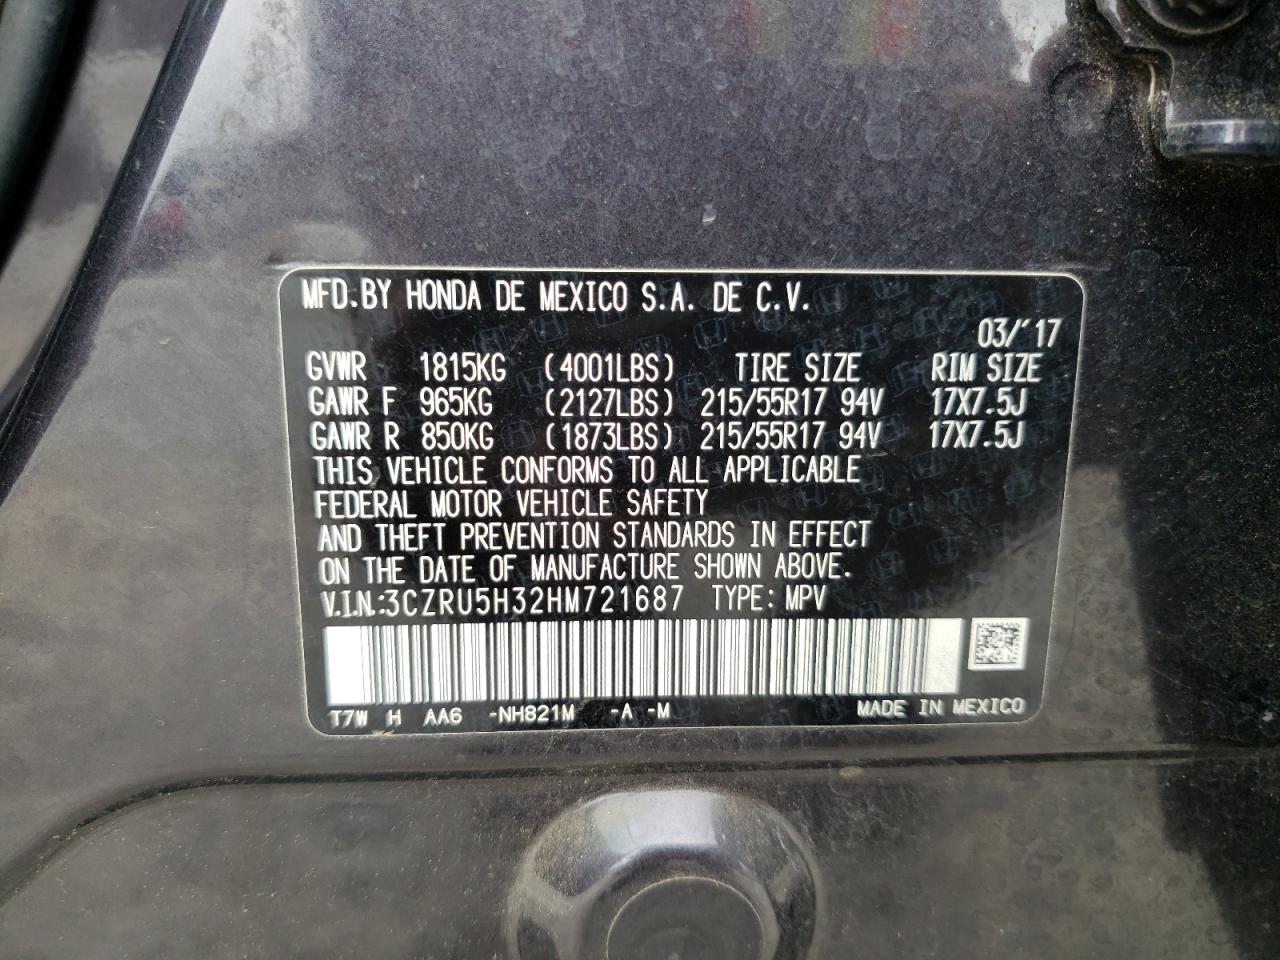 MFD.BY HONDA DE MEXICO S.A. DE C.V.
03/'17
GVWR 1815KG (4001LBS) TIRE SIZE RIM SIZE
GAWR F 965KG (2127LBS) 215/55R17 94V 17X7.5J
GAWR R 850KG (1873LBS) 215/55R17 94V 17X7.5J
THIS VEHICLE CONFORMS TO ALL APPLICABLE
FEDERAL MOTOR VEHICLE SAFETY
AND THEFT PREVENTION STANDARDS IN EFFECT
ON THE DATE OF MANUFACTURE SHOWN ABOVE.
V.I.N.:3CZRU5H32HM721687 TYPE: MPV
T7W H AA6 -NH821M -A -M MADE IN MEXICO